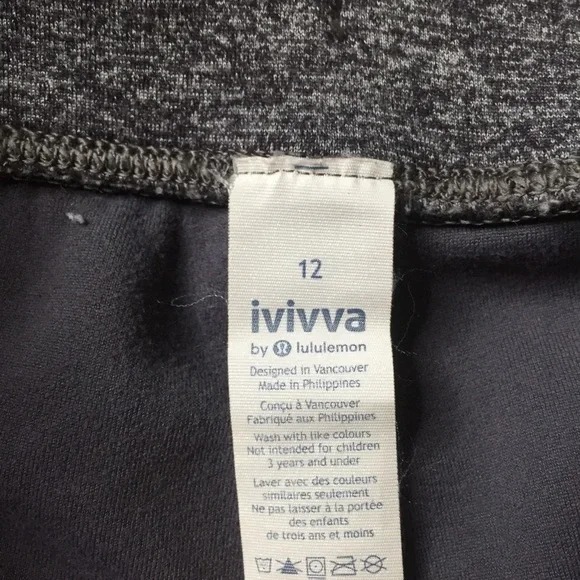 12
ivivva
by lululemon
Designed in Vancouver
Made in Philippines
Conçu à Vancouver
Fabriqué aux Philippines
Wash with like colours
Not intended for children
3 years and under
Laver avec des couleurs
similaires seulement
Ne pas laisser à la portée
des enfants
de trois ans et moins